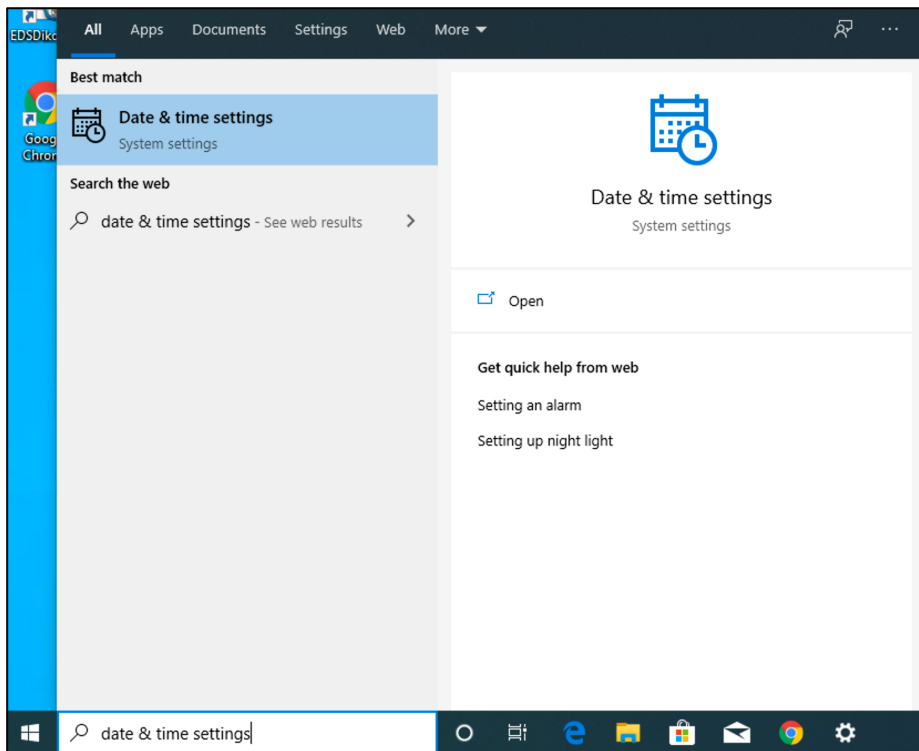 EDSDik
All Apps Documents Settings Web More
Best match
Date & time settings
System settings
Search the web
date & time settings - See web results
Date & time settings
System settings
Open
Get quick help from web
Setting an alarm
Setting up night light
Goog
Chror
date & time settings